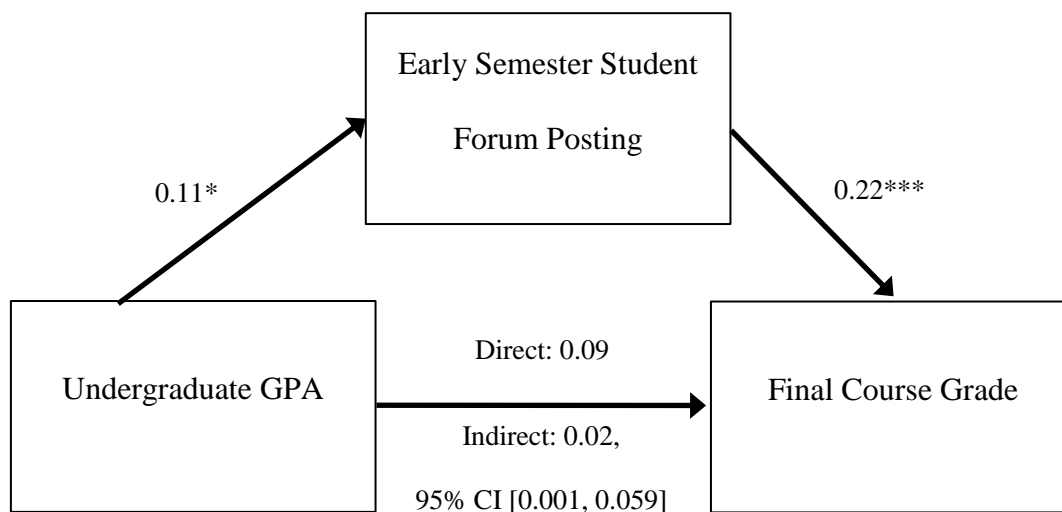 Early Semester Student
Forum Posting
0.11*
0.22***
Undergraduate GPA
Direct: 0.09
Indirect: 0.02,
95% CI [0.001, 0.059]
Final Course Grade